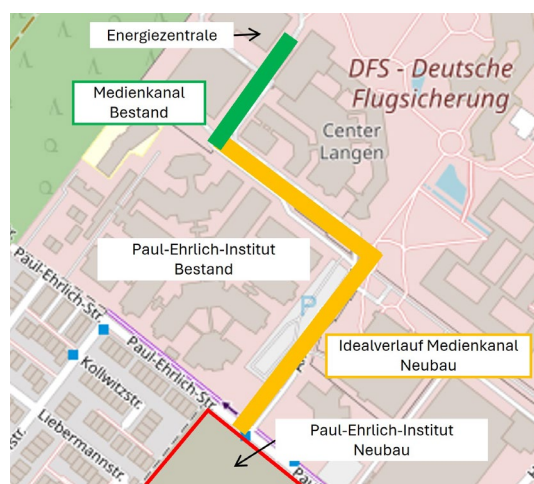 Energiezentrale
DFS - Deutsche
Flugsicherung
Medienkanal
Bestand
Center
Langen
Paul-Ehrlich-Institut
Bestand
Paul-Ehrlich-Str.
P
Idealverlauf Medienkanal
Neubau
Paul-Ehrlich-Str.
Kollwitzstr.
Liebermannstr.
Paul-Ehrlich-Institut
Neubau